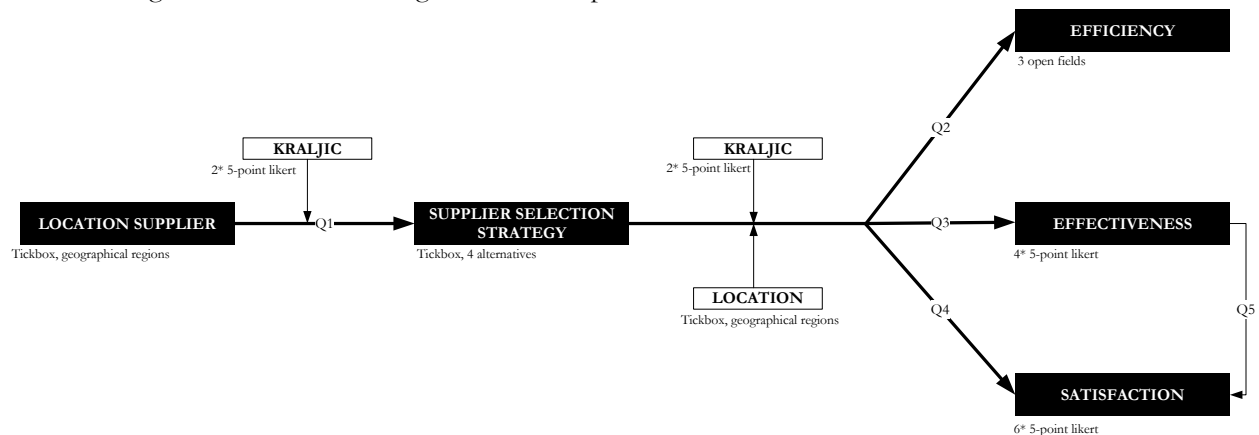 EFFICIENCY
3 open fields
Q2
KRALJIC
2* 5-point likert
KRALJIC
2* 5-point likert
LOCATION SUPPLIER
Tickbox, geographical regions
Q1
SUPPLIER SELECTION
STRATEGY
Tickbox, 4 alternatives
Q3
EFFECTIVENESS
4* 5-point likert
LOCATION
Tickbox, geographical regions
Q4
Q5
SATISFACTION
6* 5-point likert